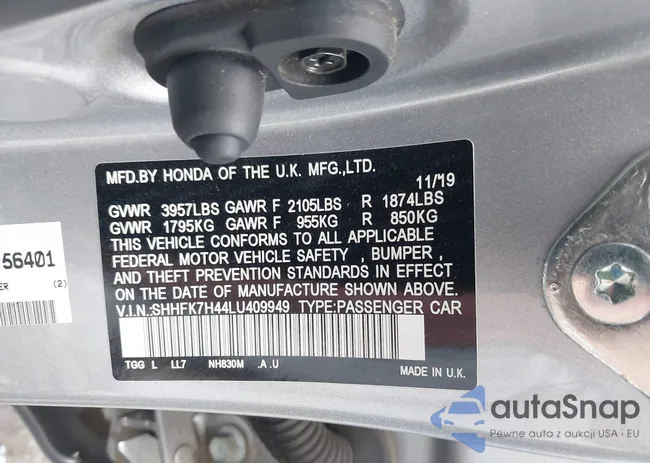 MFD.BY HONDA OF THE U.K. MFG.,LTD.
11/19
GVWR 3957LBS GAWR F 2105LBS R 1874LBS
GVWR 1795KG GAWR F 955KG R 850KG
THIS VEHICLE CONFORMS TO ALL APPLICABLE
FEDERAL MOTOR VEHICLE SAFETY , BUMPER ,
AND THEFT PREVENTION STANDARDS IN EFFECT
ON THE DATE OF MANUFACTURE SHOWN ABOVE.
V.I.N.:SHHFK7H44LU409949 TYPE:PASSENGER CAR
TGG L LL7 NH830M .A .U MADE IN U.K.
56401
ER (2)
autaSnap
Pewne auta z aukcji USA i EU